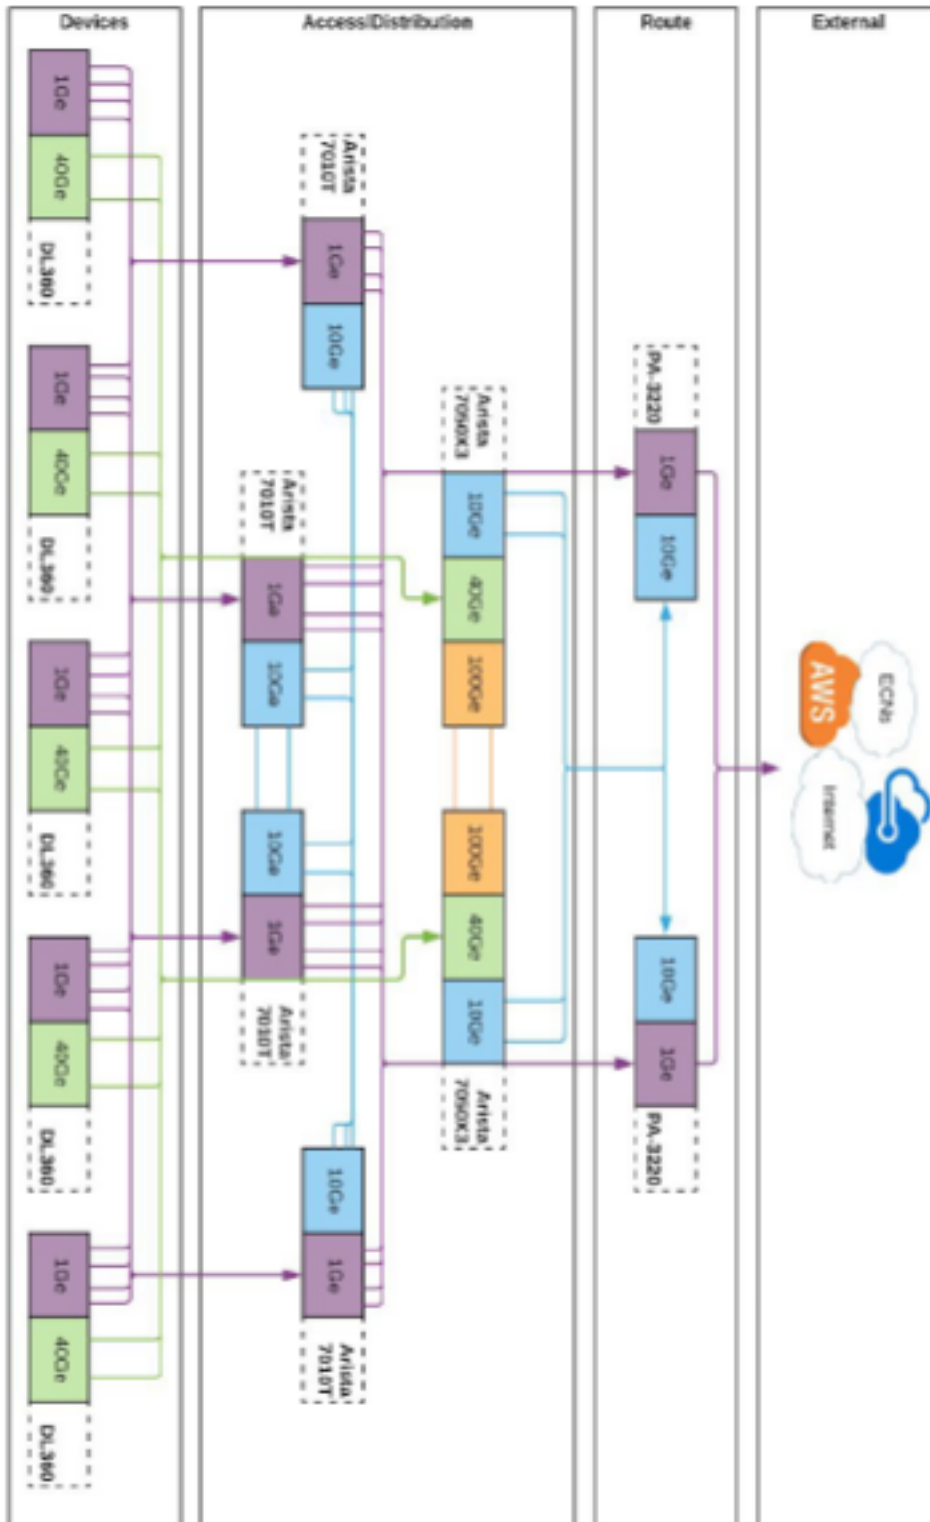 Devices
Access/Distribution
Route
External
1Ge
40Ge
DL360
1Ge
40Ge
DL360
1Ge
40Ge
DL360
1Ge
40Ge
DL360
1Ge
40Ge
DL360
Arista
7010T
1Ge
10Ge
Arista
7010T
1Ge
10Ge
10Ge
1Ge
Arista
7010T
10Ge
1Ge
Arista
7010T
Arista
7050X3
10Ge
40Ge
100Ge
100Ge
40Ge
10Ge
Arista
7050X3
PA-3220
1Ge
10Ge
10Ge
1Ge
PA-3220
ECNs
AWS
Internet